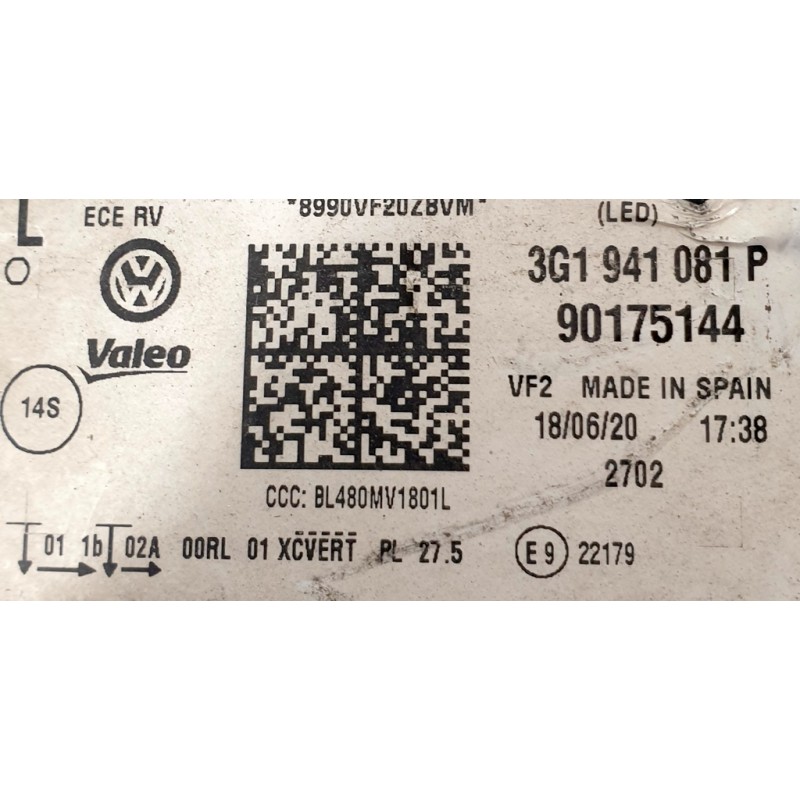 L ECE RV *8990VF20ZBVM* (LED)
3G1 941 081 P
90175144
Valeo
VF2 MADE IN SPAIN
14S
18/06/20 17:38
2702
CCC: BL480MV1801L
01 1b 02A 00RL 01 XCVERT PL 27.5 E9 22179